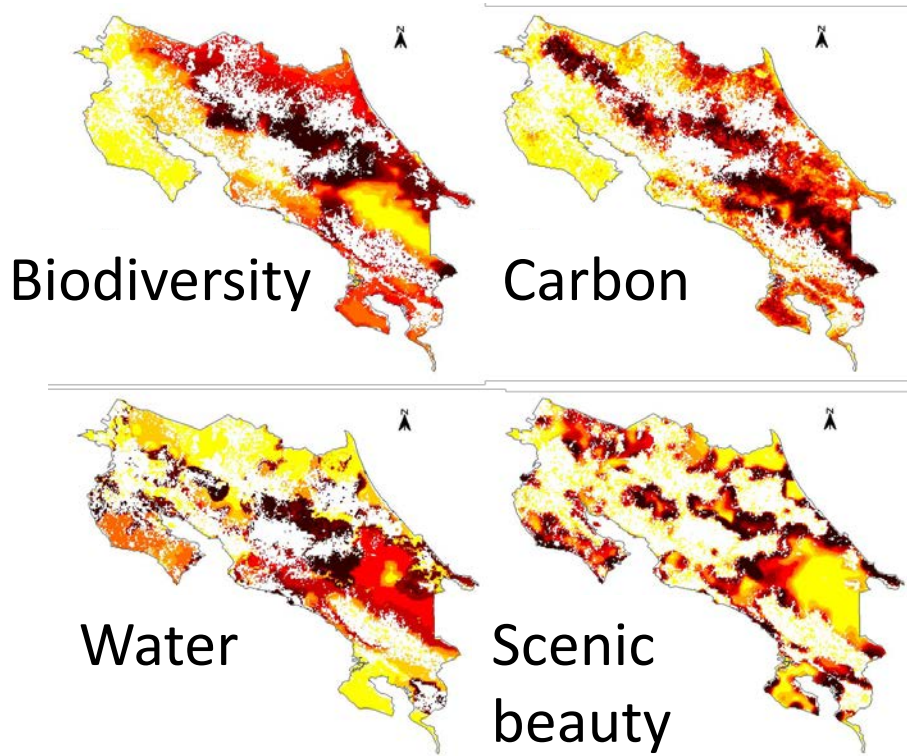 N
N
Biodiversity
Carbon
N
N
Water
Scenic
beauty